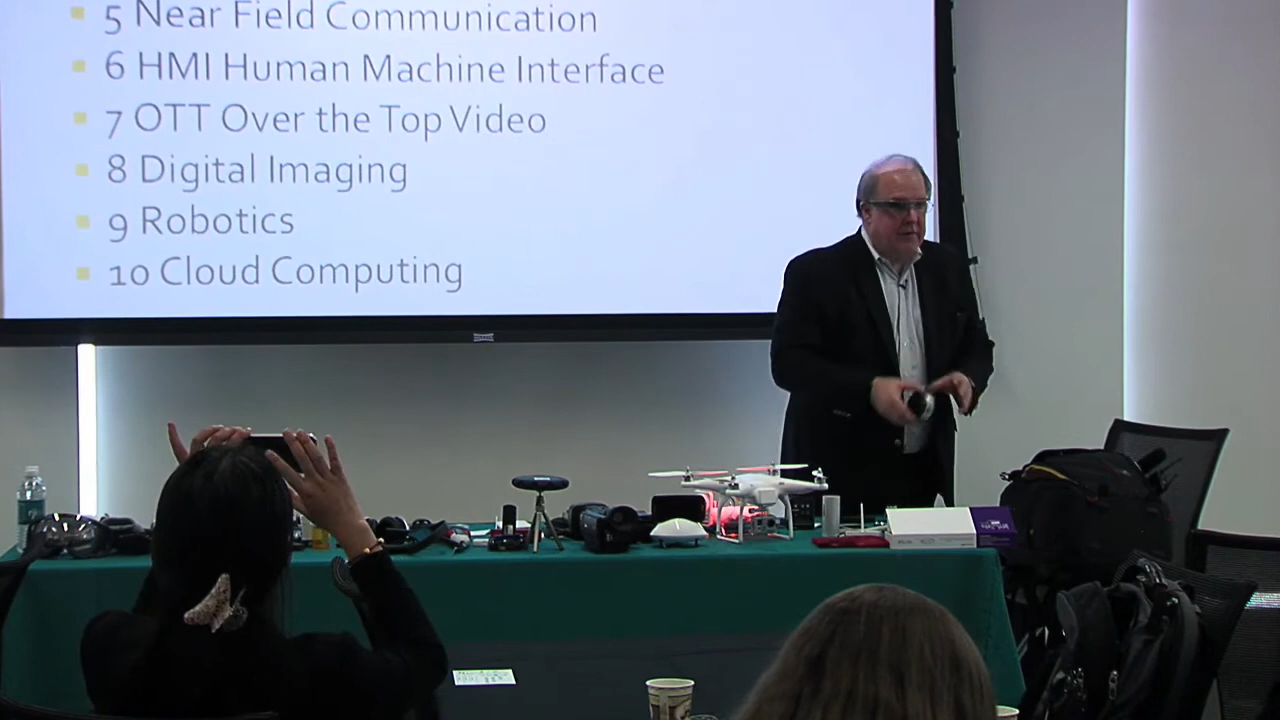 5 Near Field Communication
6 HMI Human Machine Interface
7 OTT Over the Top Video
8 Digital Imaging
9 Robotics
10 Cloud Computing